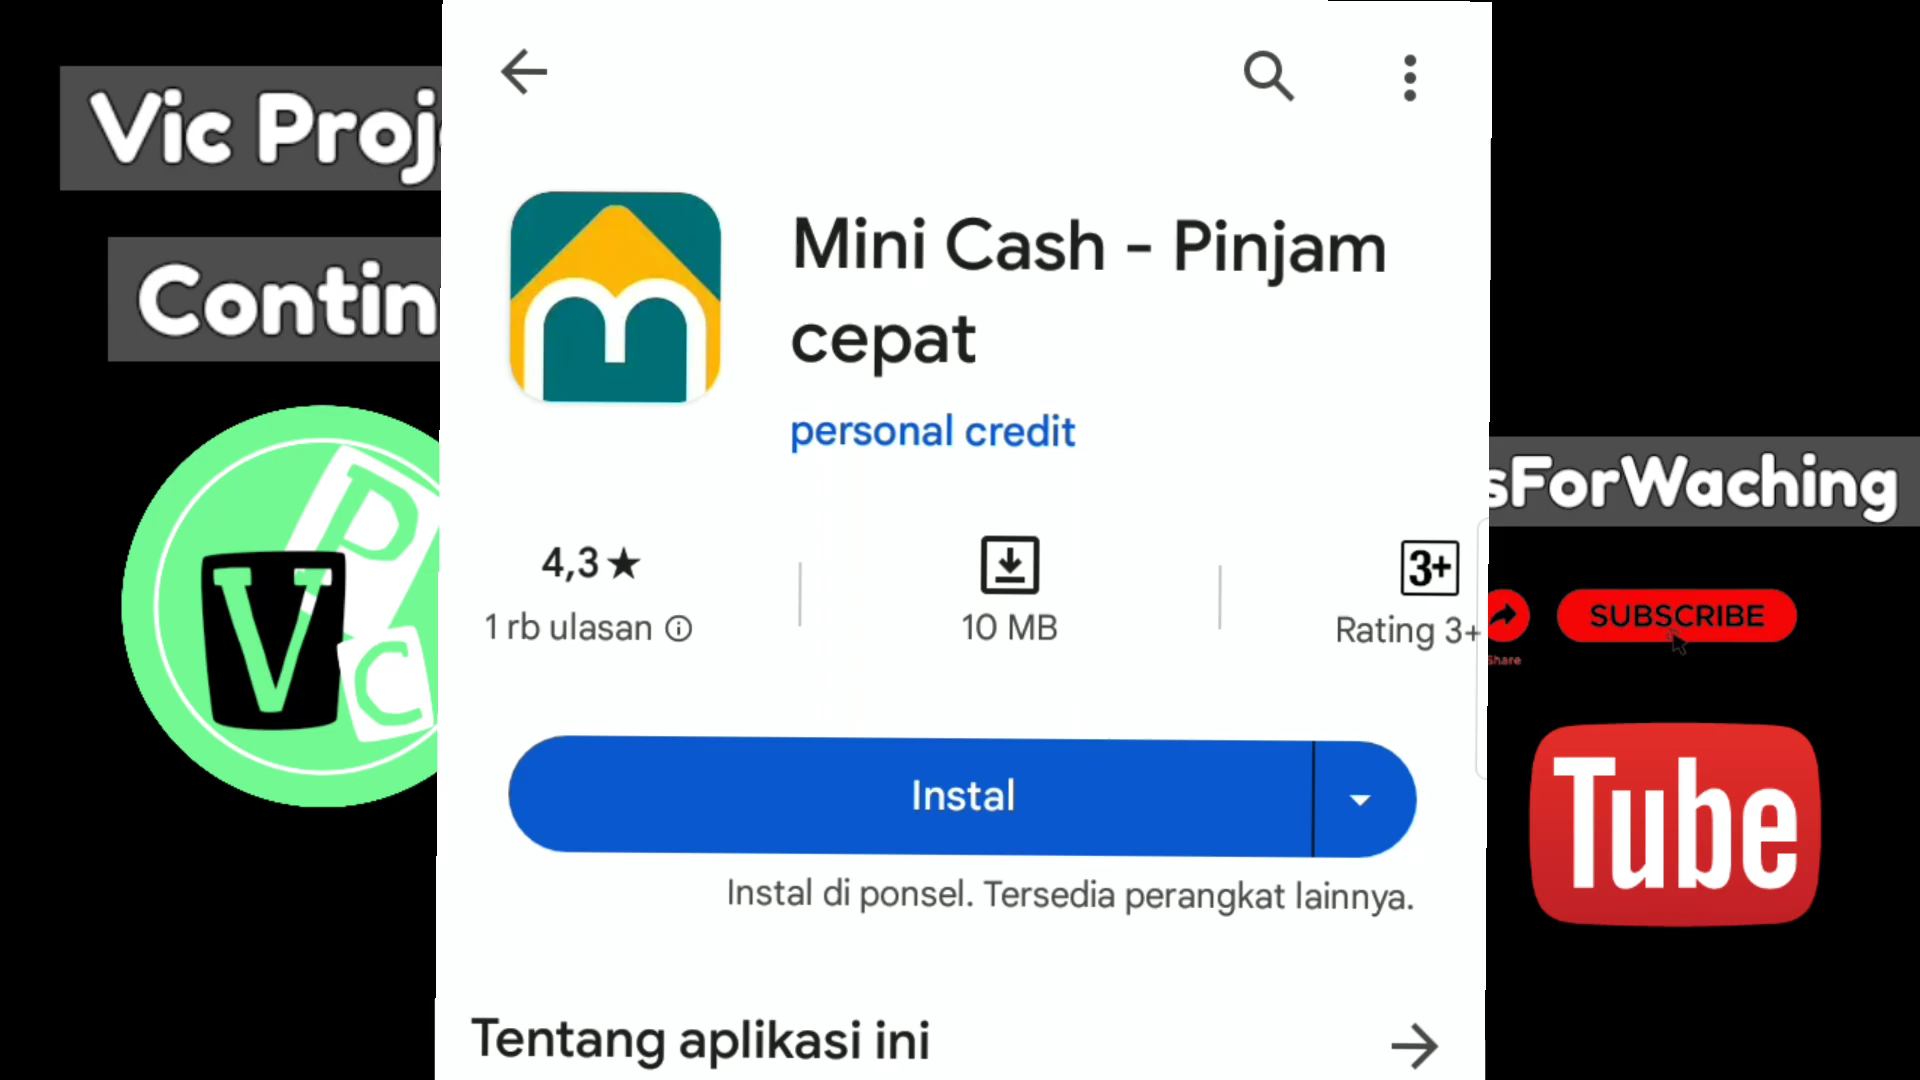 Vic Proj
Contin
P
V
C
Mini Cash - Pinjam
cepat
personal credit
4,3★
1 rb ulasan
10 MB
3+
Rating 3+
Instal
Instal di ponsel. Tersedia perangkat lainnya.
Tentang aplikasi ini
sForWaching
Share
SUBSCRIBE
Tube